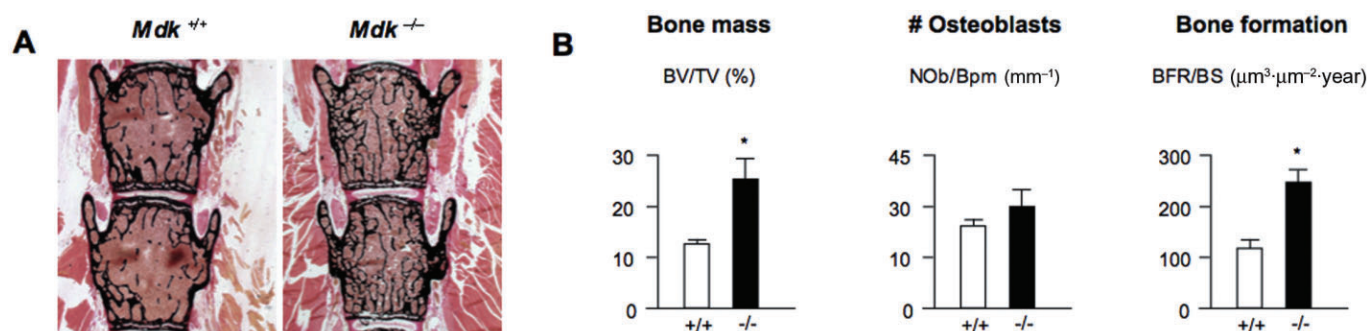 A
Mdk +/+
Mdk –/–
B
Bone mass
BV/TV (%)
30
20
10
0
*
+/+
-/-
# Osteoblasts
NOb/Bpm (mm⁻¹)
45
30
10
0
+/+
-/-
Bone formation
BFR/BS (μm³·μm⁻²·year)
300
200
100
0
*
+/+
-/-